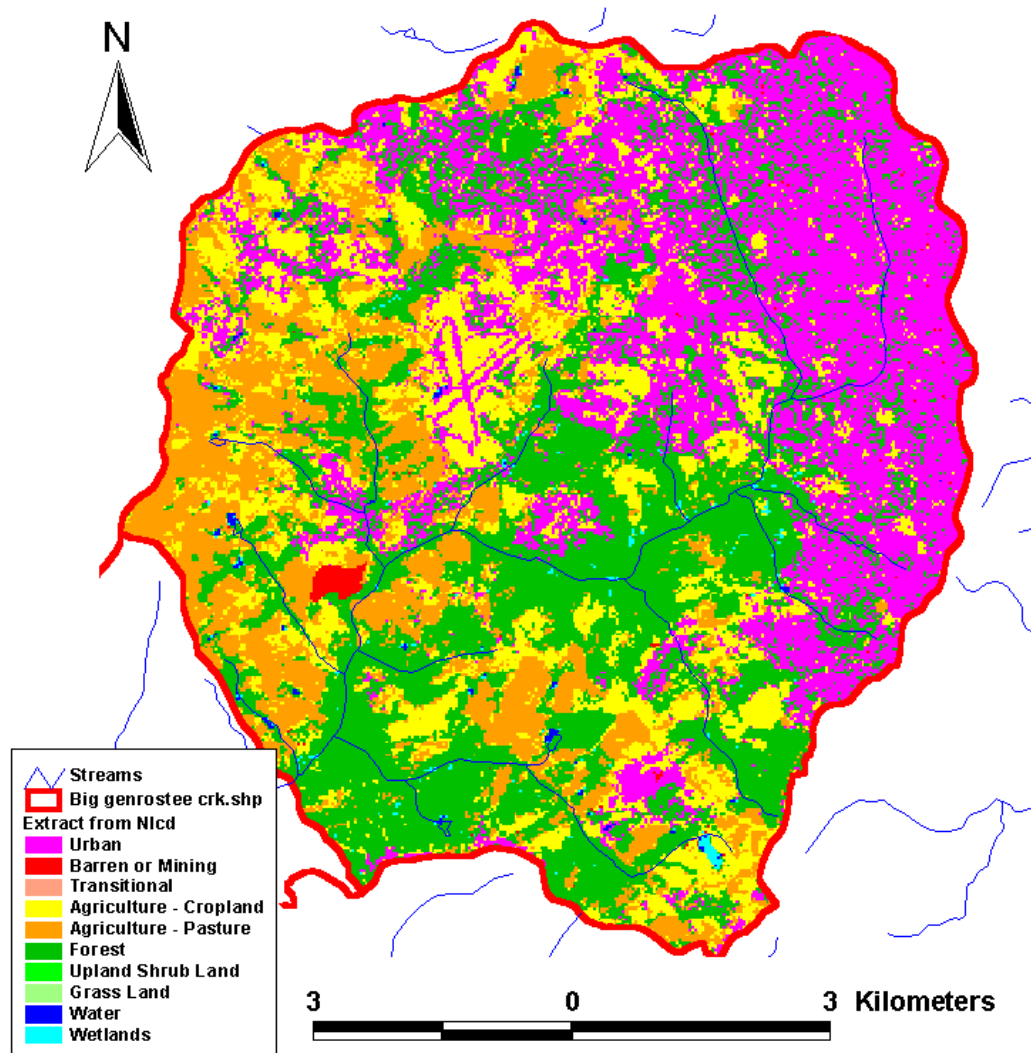 N
Streams
Big genrostee crk.shp
Extract from Nlcd
Urban
Barren or Mining
Transitional
Agriculture - Cropland
Agriculture - Pasture
Forest
Upland Shrub Land
Grass Land
Water
Wetlands
3 0 3 Kilometers